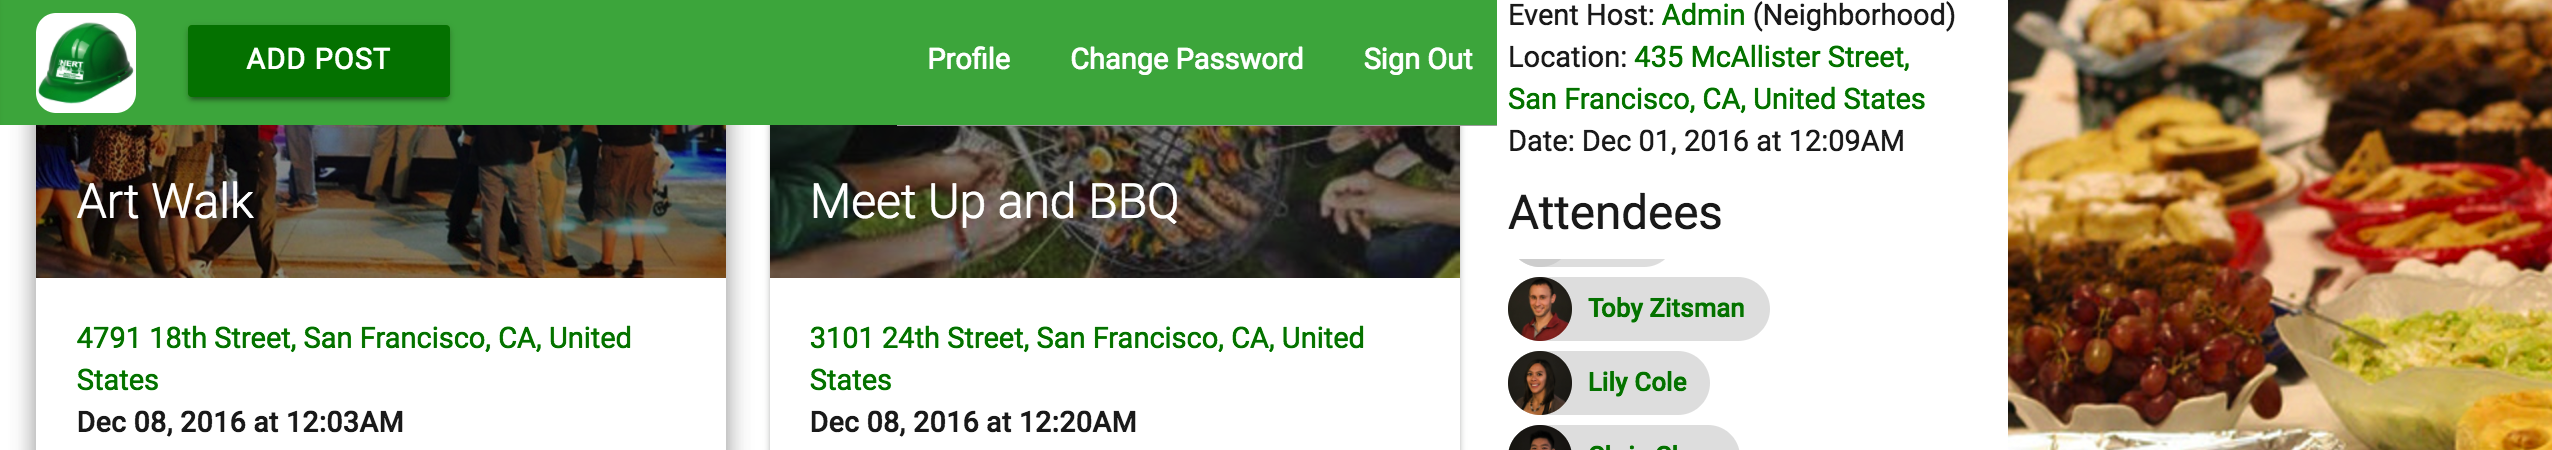 NERT
ADD POST
Profile
Change Password
Sign Out
Art Walk
4791 18th Street, San Francisco, CA, United
States
Dec 08, 2016 at 12:03AM
Meet Up and BBQ
3101 24th Street, San Francisco, CA, United
States
Dec 08, 2016 at 12:20AM
Event Host: Admin (Neighborhood)
Location: 435 McAllister Street,
San Francisco, CA, United States
Date: Dec 01, 2016 at 12:09AM
Attendees
Toby Zitsman
Lily Cole